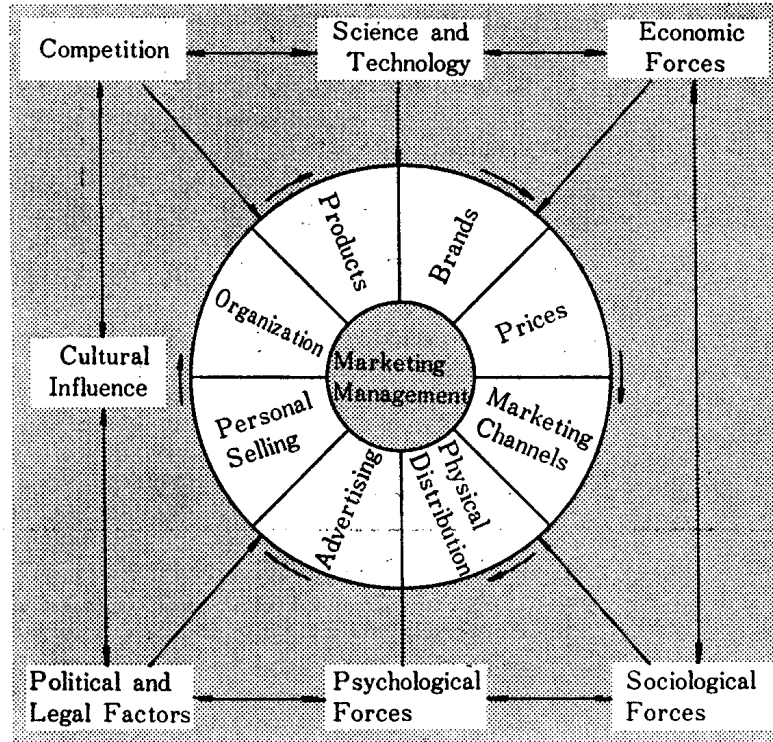 Competition
Science and
Technology
Economic
Forces
Products
Brands
Organization
Prices
Cultural
Influence
Marketing
Management
Personal
Selling
Marketing
Channels
Advertising
Physical
Distribution
Political and
Legal Factors
Psychological
Forces
Sociological
Forces